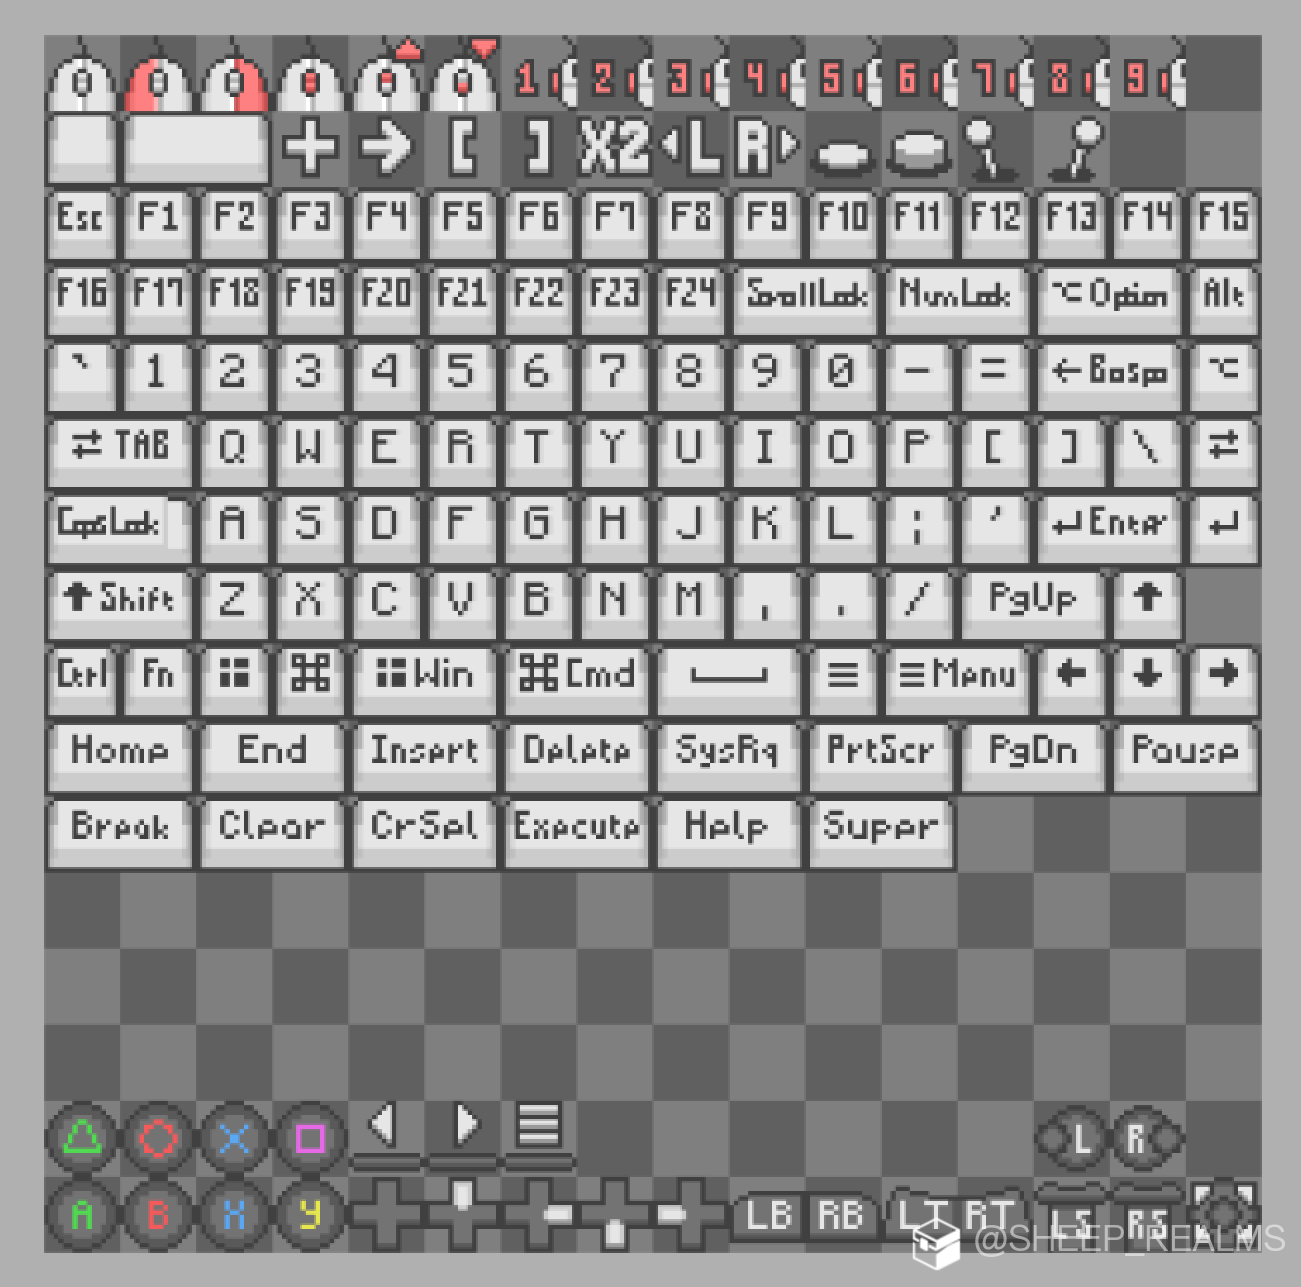 1 2 3 4 5 6 7 8 9
[ ] X2 L R
Esc F1 F2 F3 F4 F5 F6 F7 F8 F9 F10 F11 F12 F13 F14 F15
F16 F17 F18 F19 F20 F21 F22 F23 F24 ScrollLock NumLock ⌥ Option Alt
` 1 2 3 4 5 6 7 8 9 0 - = ← Bcspc ⌥
⇄ TAB Q W E R T Y U I O P [ ] \ ⇄
CapsLock A S D F G H J K L ; ' ↵ Enter ↵
⬆ Shift Z X C V B N M , . / PgUp ⬆
Ctrl Fn ⌘ Win ⌘ Cmd ☰ ☰ Menu ⬅ ⬇ ➡
Home End Insert Delete SysRq PrtScr PgDn Pause
Break Clear CrSel Execute Help Super
L R
A B X Y LB RB LT RT LS RS
@SHEEP_REALMS